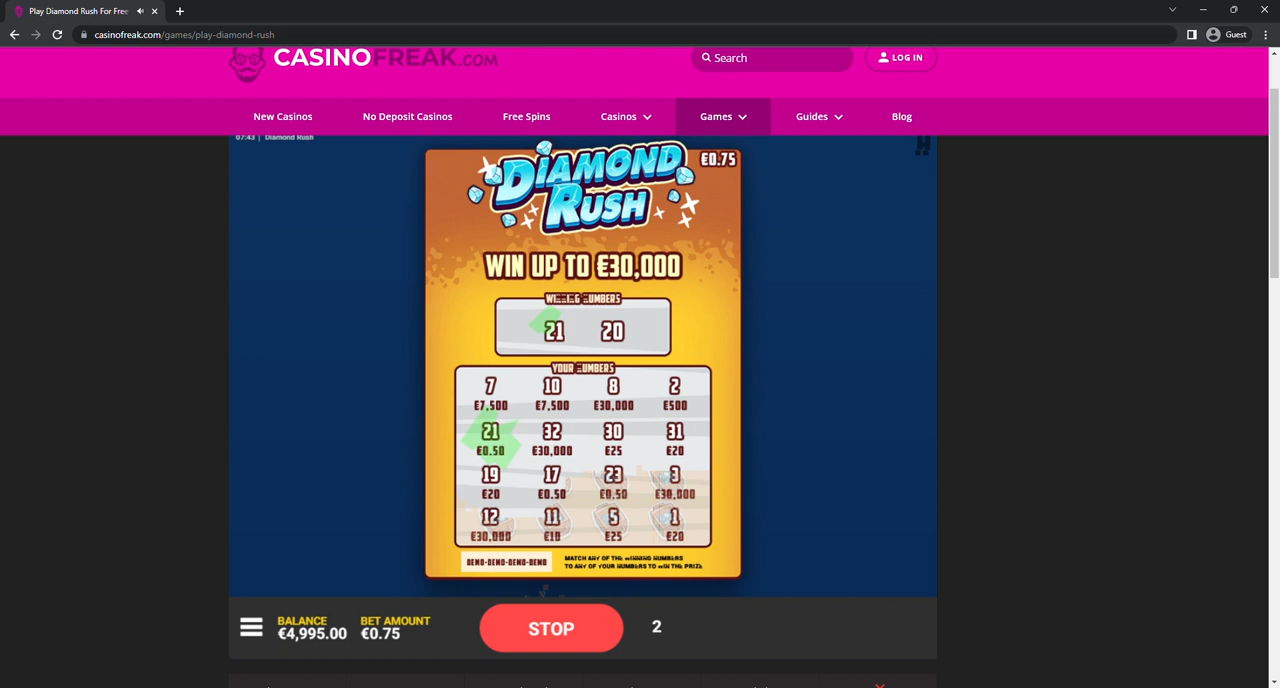 Play Diamond Rush For Free
casinofreak.com/games/play-diamond-rush
Guest
CASINOFREAK.COM
Search
LOG IN
New Casinos
No Deposit Casinos
Free Spins
Casinos
Games
Guides
Blog
07:43 | Diamond Rush
€0.75
DIAMOND
RUSH
WIN UP TO €30,000
WINNING NUMBERS
21 20
YOUR NUMBERS
7 10 8 2
€7,500 €7,500 €30,000 €500
21 32 30 31
€0.50 €30,000 €25 €20
19 17 23 3
€20 €0.50 €0.50 €30,000
12 11 5 1
€30,000 €10 €25 €20
DEMO-DEMO-DEMO-DEMO
MATCH ANY OF THE WINNING NUMBERS
TO ANY OF YOUR NUMBERS TO WIN THE PRIZE
BALANCE
€4,995.00
BET AMOUNT
€0.75
STOP
2